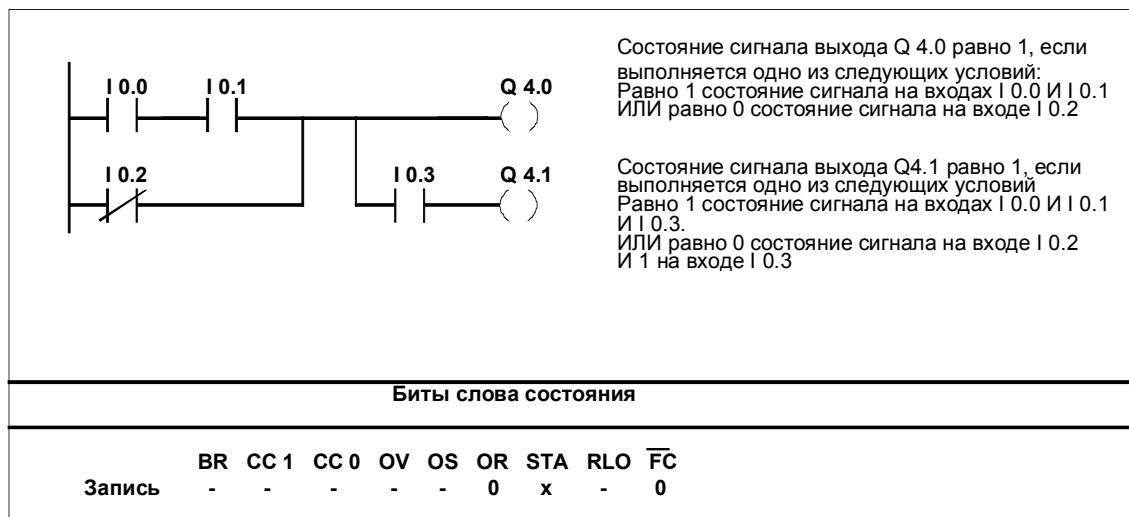 I 0.0 I 0.1 Q 4.0
I 0.2 I 0.3 Q 4.1
Состояние сигнала выхода Q 4.0 равно 1, если
выполняется одно из следующих условий:
Равно 1 состояние сигнала на входах I 0.0 И I 0.1
ИЛИ равно 0 состояние сигнала на входе I 0.2
Состояние сигнала выхода Q4.1 равно 1, если
выполняется одно из следующих условий
Равно 1 состояние сигнала на входах I 0.0 И I 0.1
И I 0.3.
ИЛИ равно 0 состояние сигнала на входе I 0.2
И 1 на входе I 0.3
Биты слова состояния
BR CC 1 CC 0 OV OS OR STA RLO F̅C̅
Запись - - - - - 0 x - 0